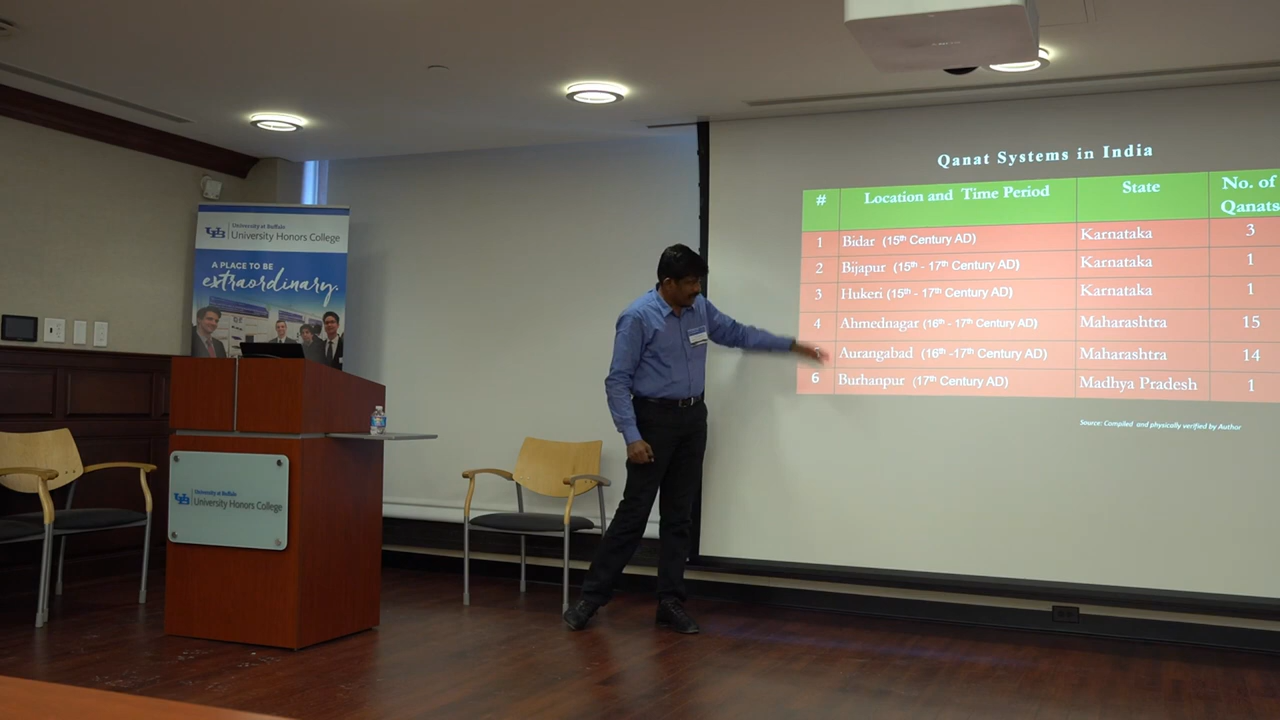 Qanat Systems in India
# Location and Time Period State No. of Qanats
1 Bidar (15th Century AD) Karnataka 3
2 Bijapur (15th - 17th Century AD) Karnataka 1
3 Hukeri (15th - 17th Century AD) Karnataka 1
4 Ahmednagar (16th - 17th Century AD) Maharashtra 15
Aurangabad (16th -17th Century AD) Maharashtra 14
6 Burhanpur (17th Century AD) Madhya Pradesh 1
Source: Compiled and physically verified by Author
UB University at Buffalo
University Honors College
A PLACE TO BE
extraordinary.
UB University at Buffalo
University Honors College